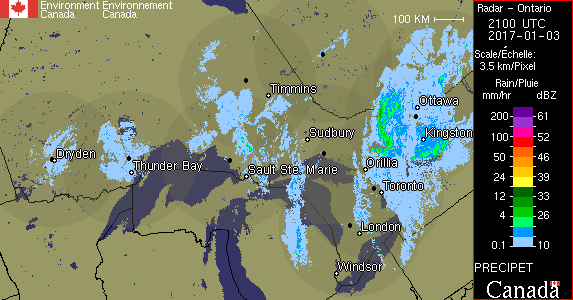 Environment Environnement
Canada Canada
100 KM
Timmins
Ottawa
Sudbury
Kingston
Dryden
Thunder Bay
Sault Ste. Marie
Orillia
Toronto
London
Windsor
Radar - Ontario
2100 UTC
2017-01-03
Scale/Échelle:
3.5 km/Pixel
Rain/Pluie
mm/hr dBZ
200 61
100 52
50 46
24 39
12 33
4 26
0.1 10
PRECIPET
Canada